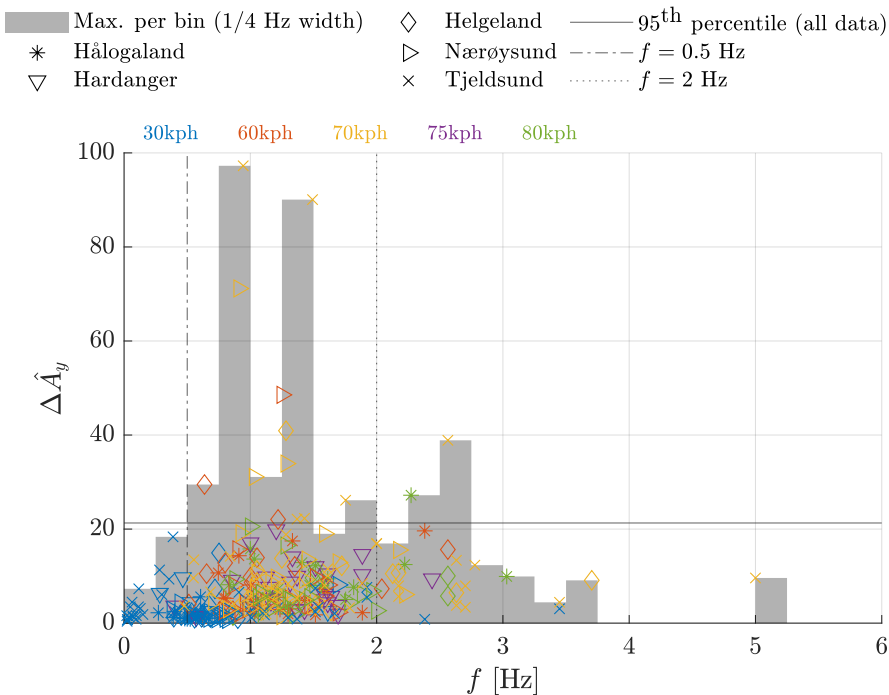 Max. per bin (1/4 Hz width) Helgeland 95th percentile (all data)
Hålogaland Nærøysund f = 0.5 Hz
Hardanger Tjeldsund f = 2 Hz
30kph 60kph 70kph 75kph 80kph
100
80
60
40
20
0
ΔÂy
0 1 2 3 4 5 6
f [Hz]